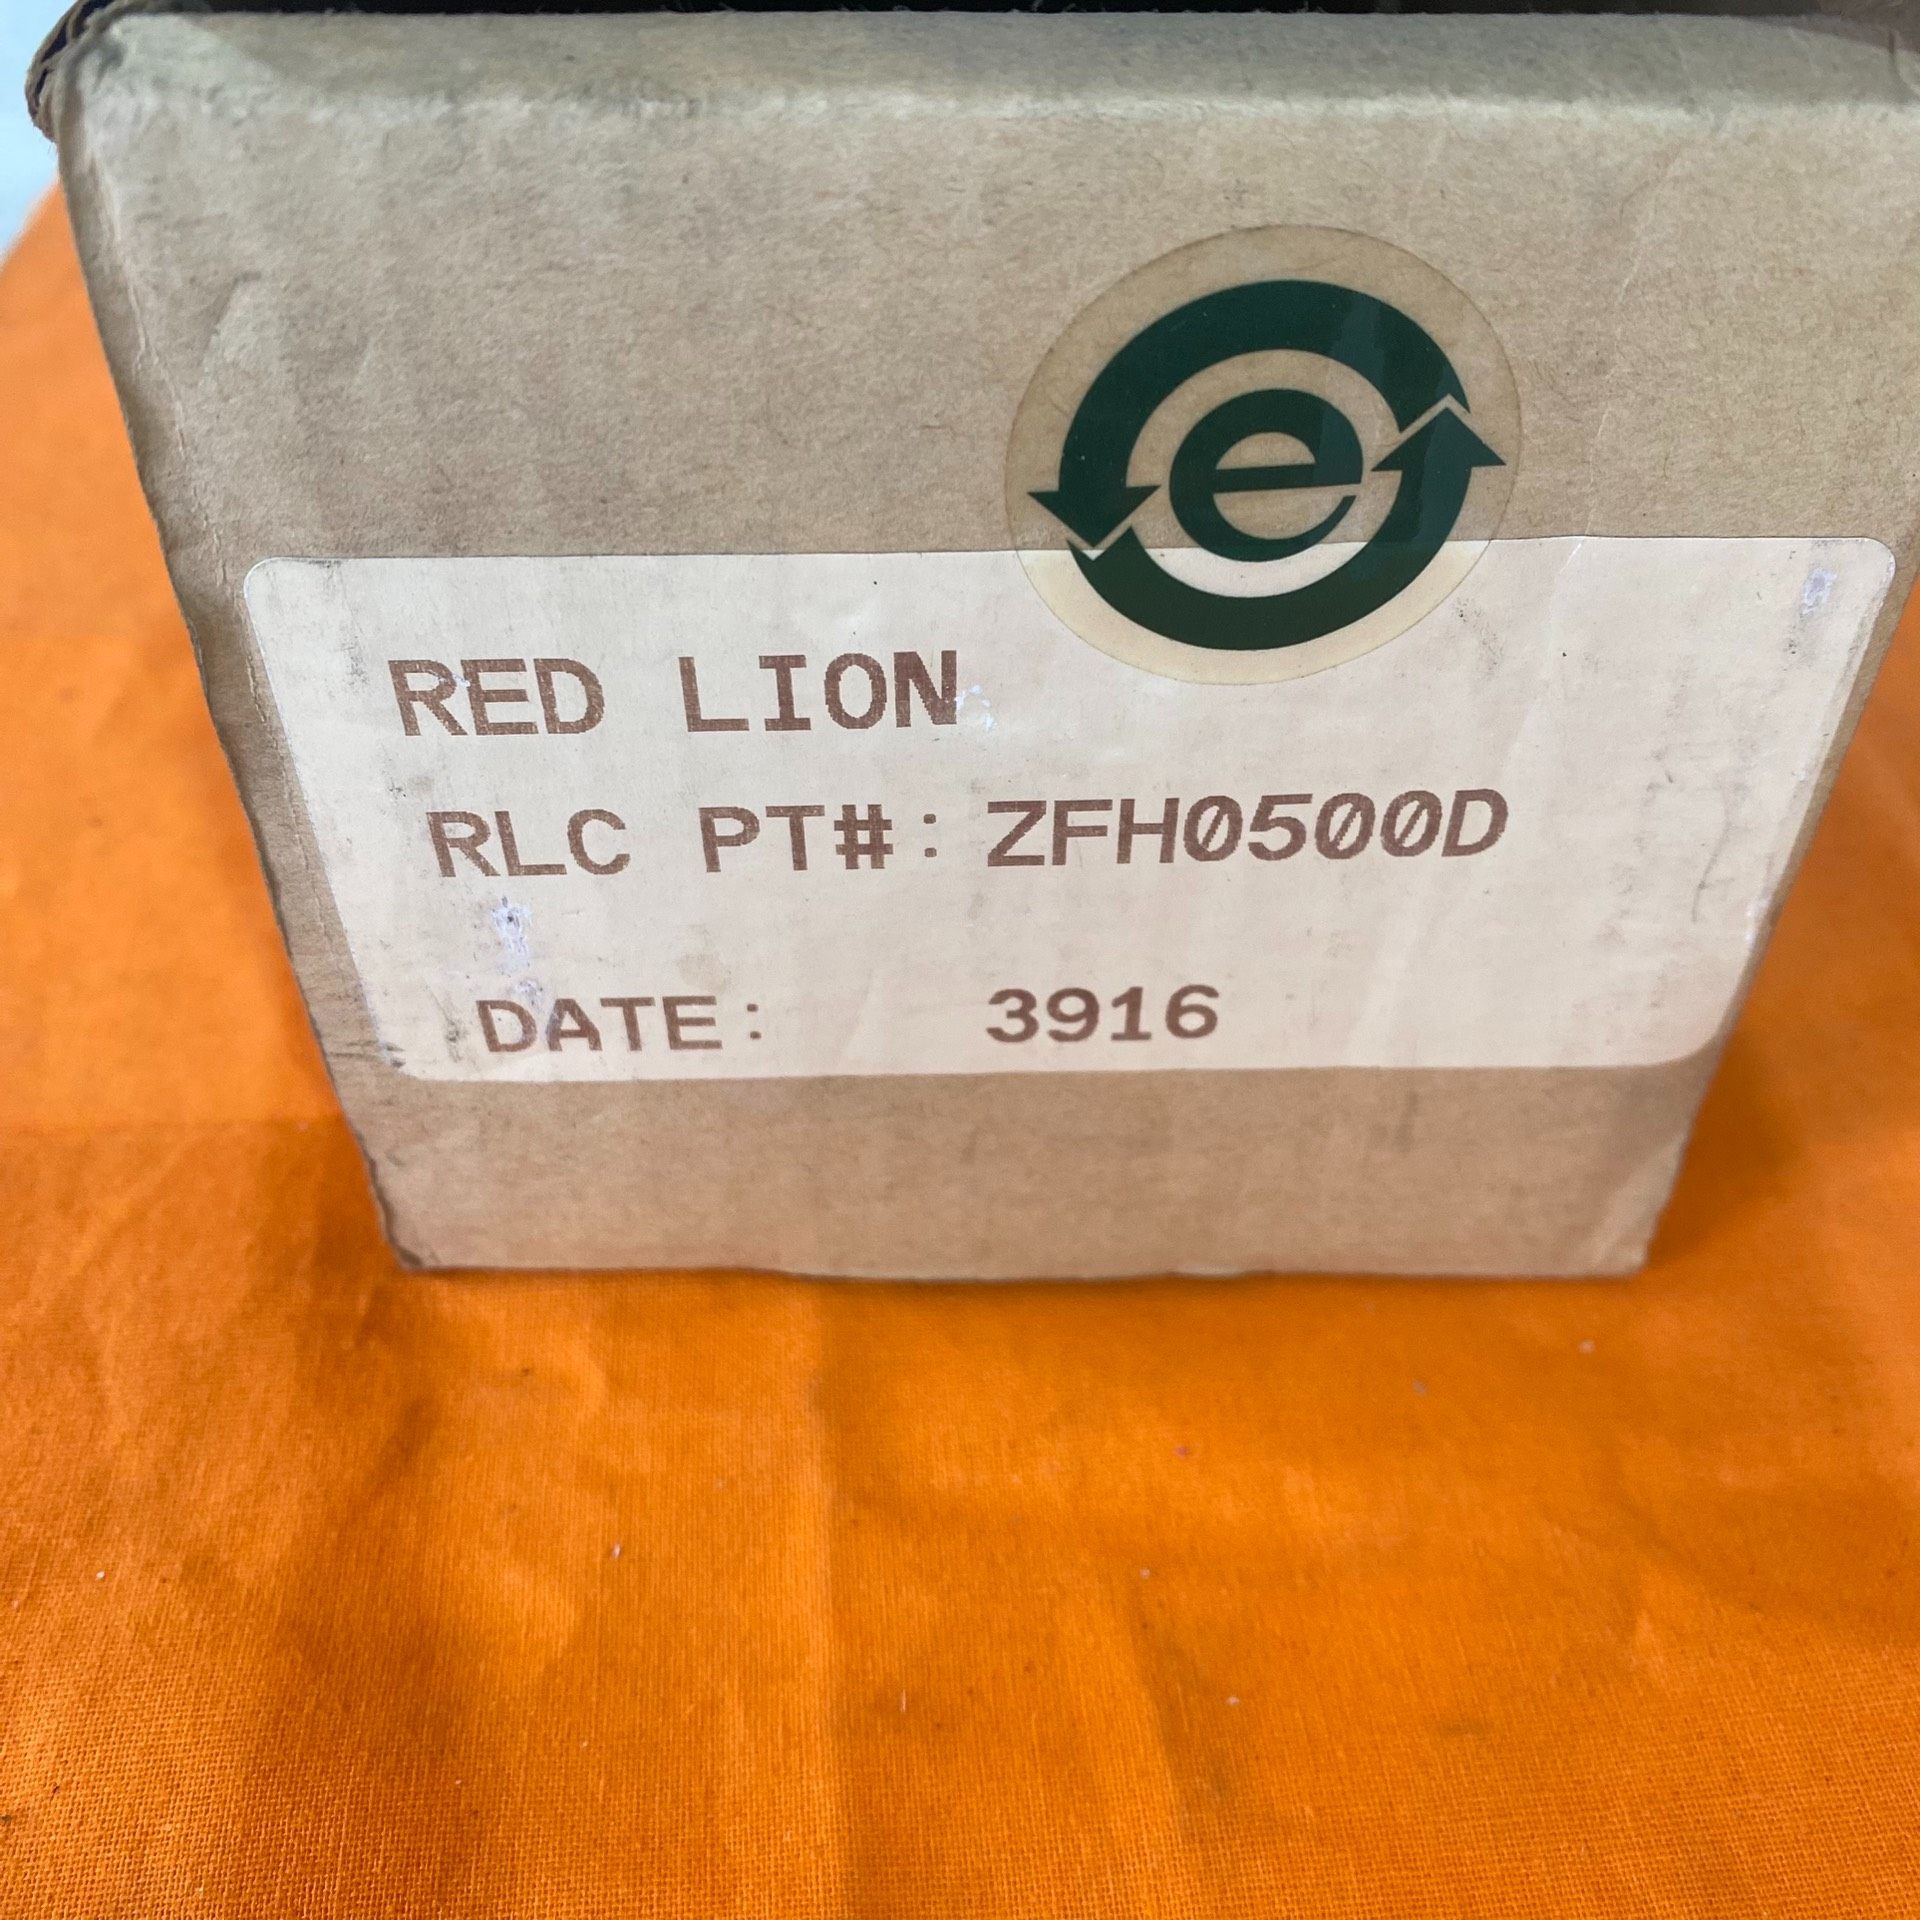 e
RED LION
RLC PT#: ZFH0500D
DATE: 3916